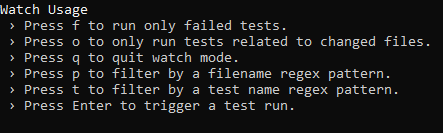 Watch Usage
› Press f to run only failed tests.
› Press o to only run tests related to changed files.
› Press q to quit watch mode.
› Press p to filter by a filename regex pattern.
› Press t to filter by a test name regex pattern.
› Press Enter to trigger a test run.